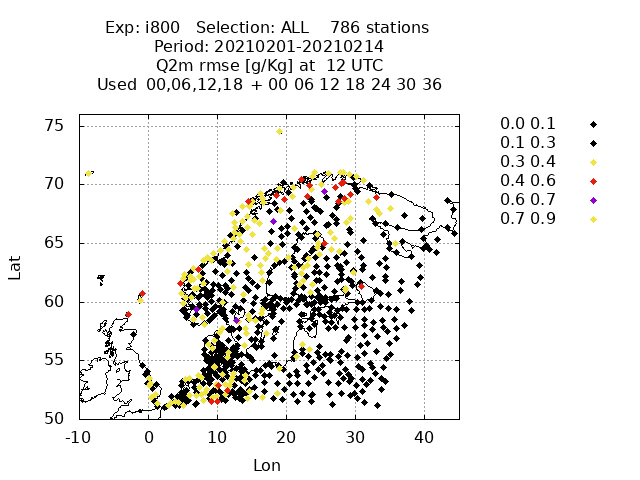 Exp: i800 Selection: ALL 786 stations
Period: 20210201-20210214
Q2m rmse [g/Kg] at 12 UTC
Used 00,06,12,18 + 00 06 12 18 24 30 36
75
70
65
60
55
50
Lat
-10 0 10 20 30 40
Lon
0.0 0.1
0.1 0.3
0.3 0.4
0.4 0.6
0.6 0.7
0.7 0.9